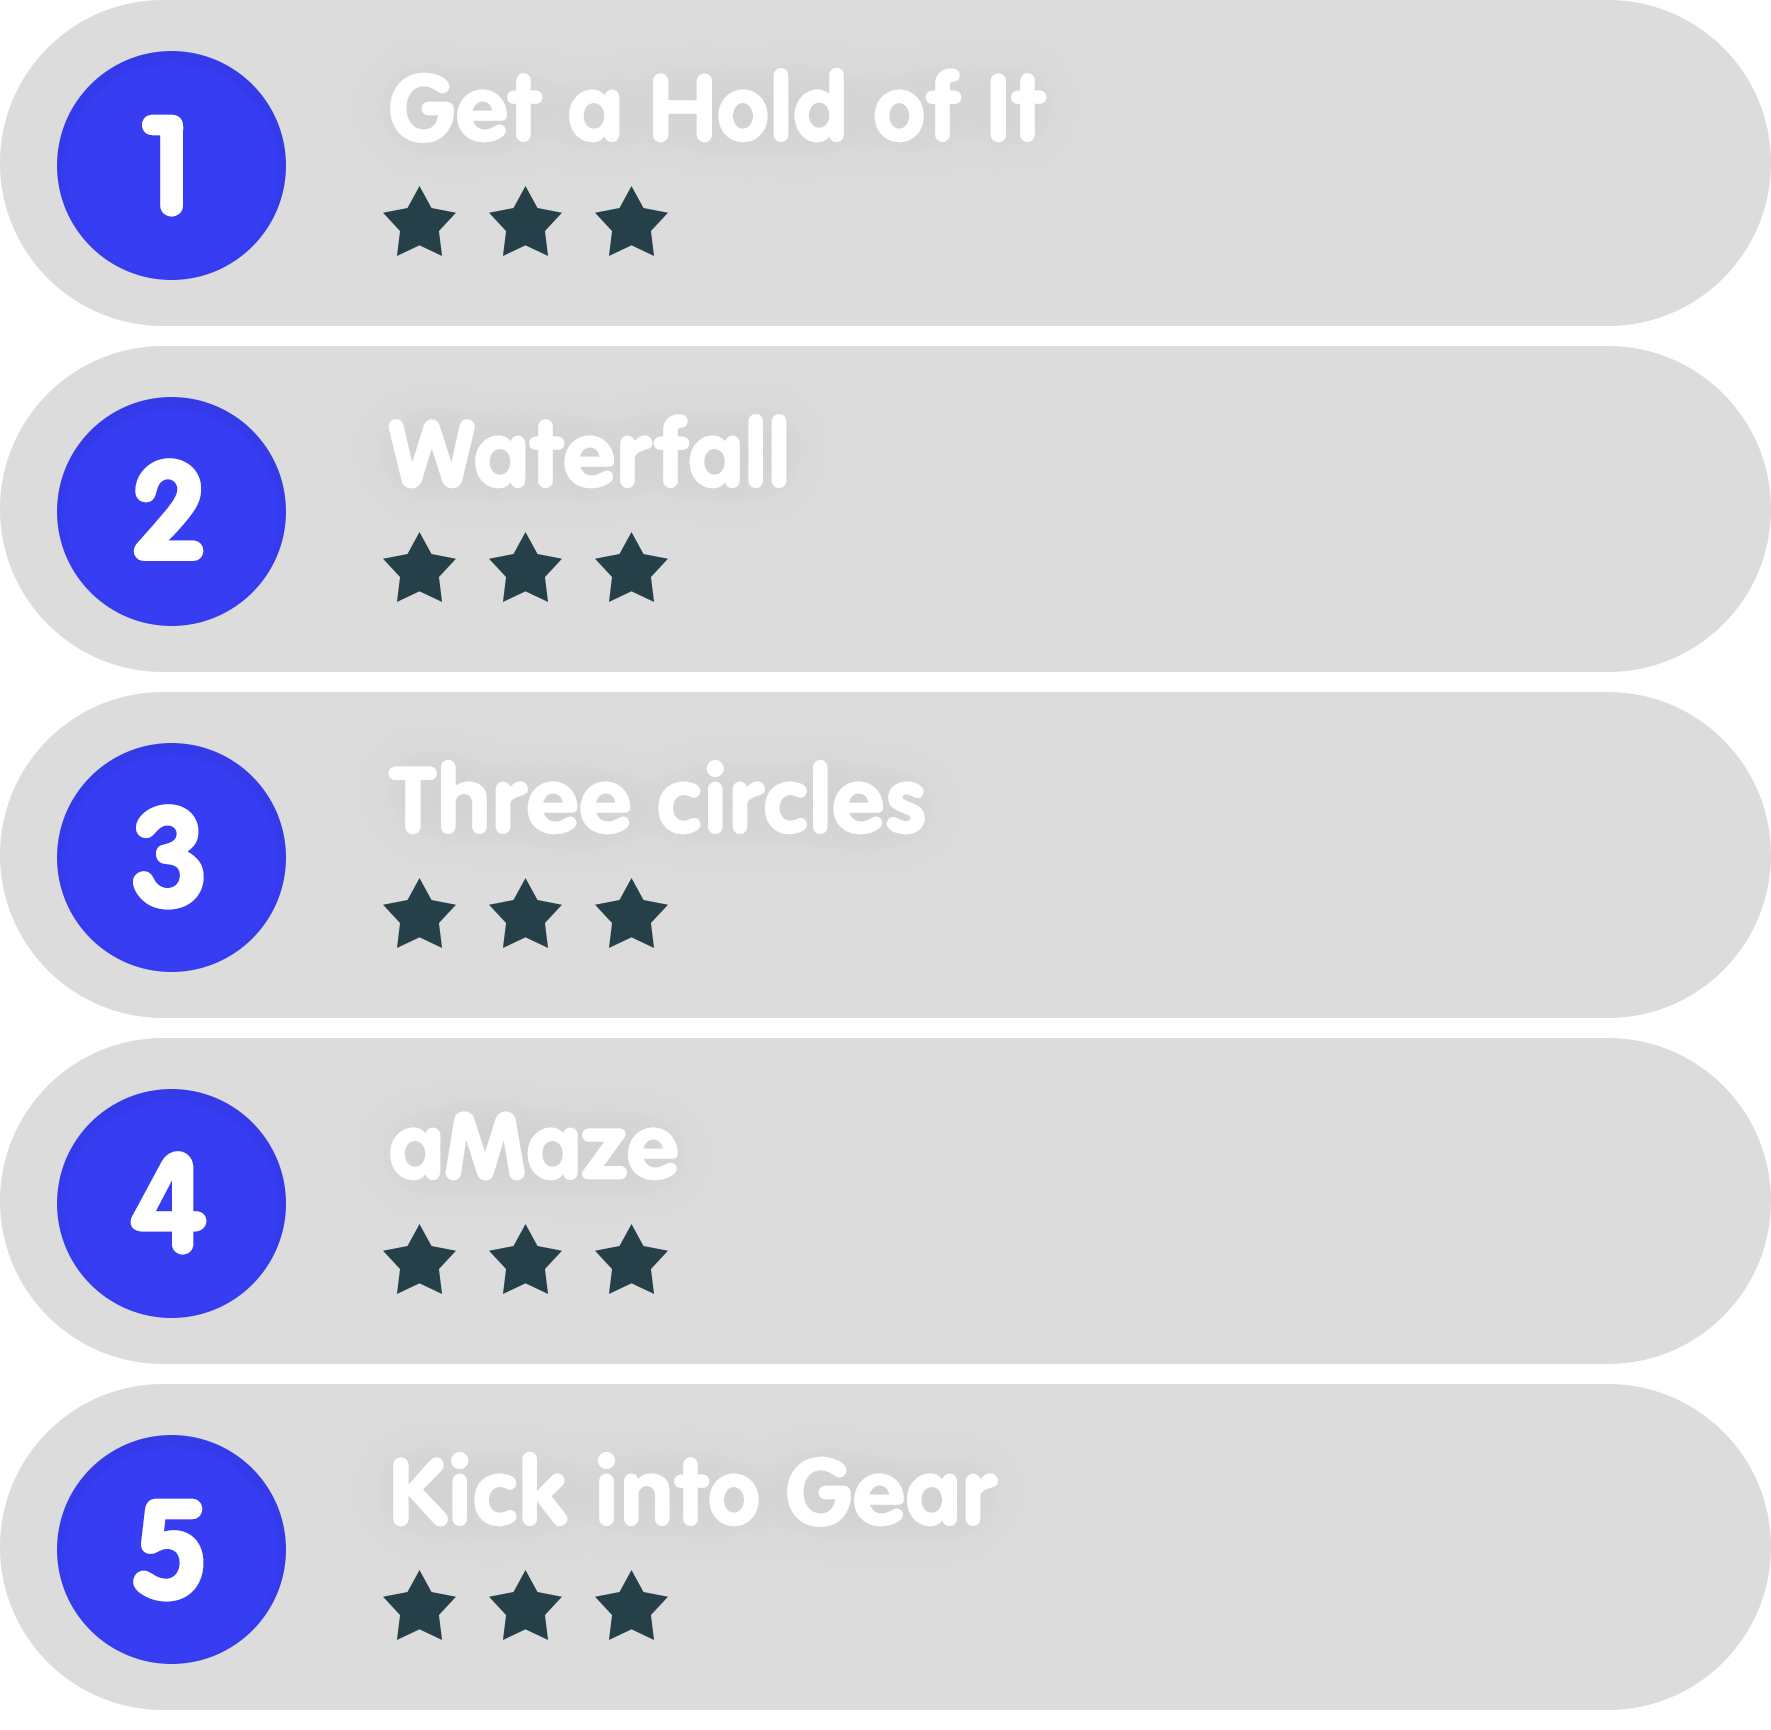 1
Get a Hold of It
2
Waterfall
3
Three circles
4
aMaze
5
Kick into Gear